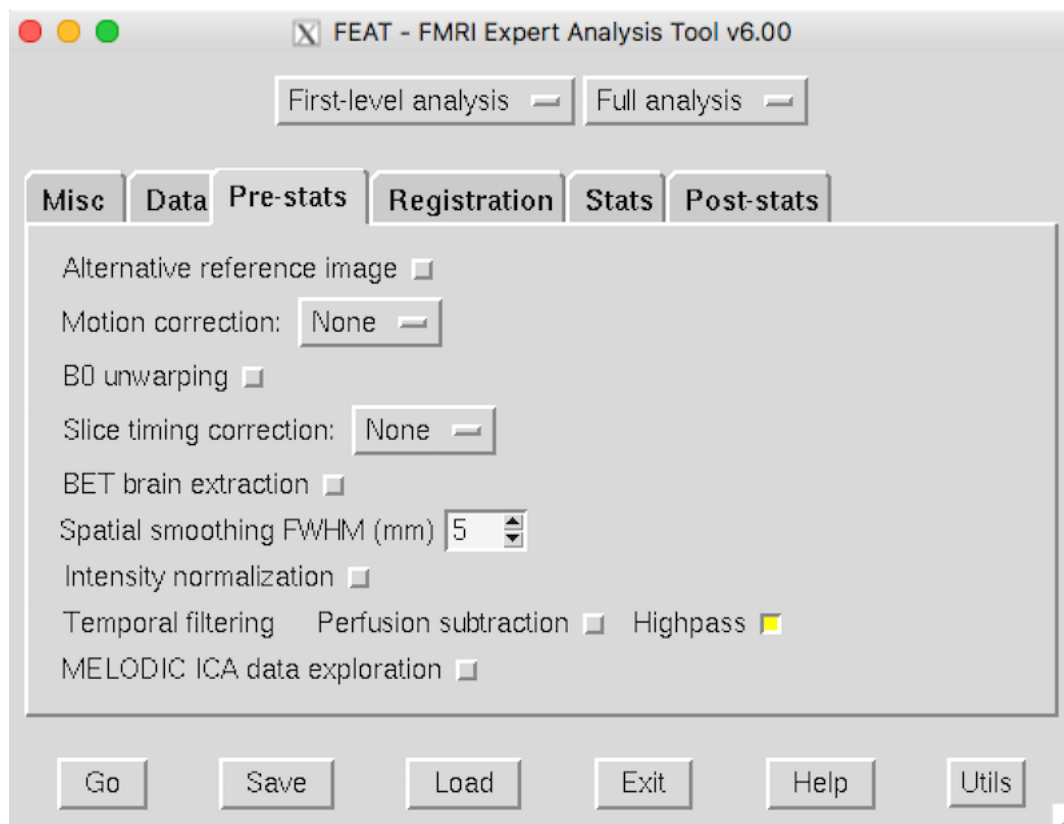 FEAT - FMRI Expert Analysis Tool v6.00
First-level analysis Full analysis
Misc Data Pre-stats Registration Stats Post-stats
Alternative reference image
Motion correction: None
B0 unwarping
Slice timing correction: None
BET brain extraction
Spatial smoothing FWHM (mm) 5
Intensity normalization
Temporal filtering Perfusion subtraction Highpass
MELODIC ICA data exploration
Go Save Load Exit Help Utils